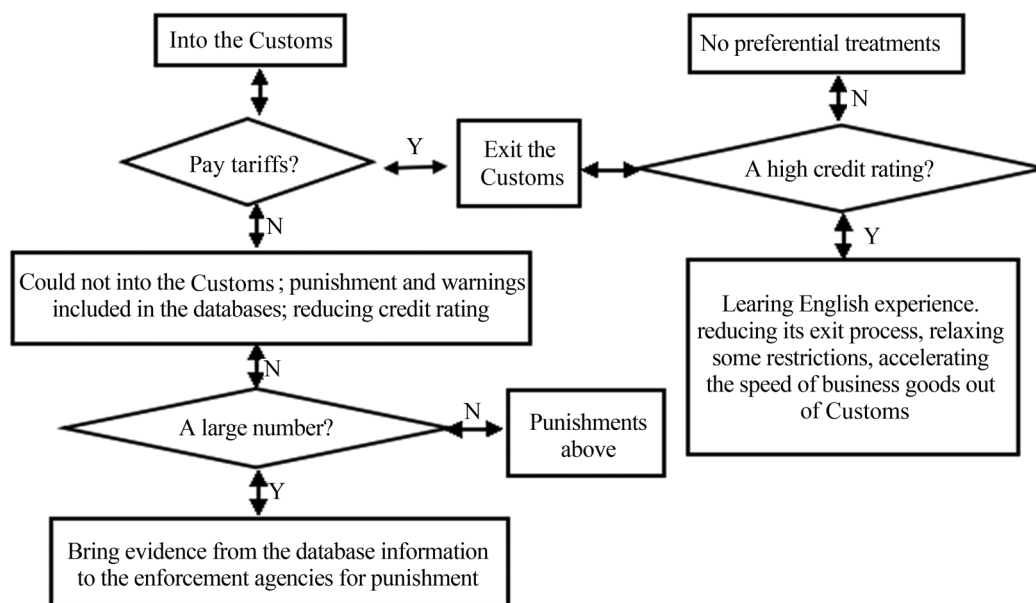 Into the Customs
No preferential treatments
N
Pay tariffs?
Y
Exit the
Customs
A high credit rating?
N
Y
Could not into the Customs; punishment and warnings
included in the databases; reducing credit rating
Learing English experience.
reducing its exit process, relaxing
some restrictions, accelerating
the speed of business goods out
of Customs
N
A large number?
N
Punishments
above
Y
Bring evidence from the database information
to the enforcement agencies for punishment